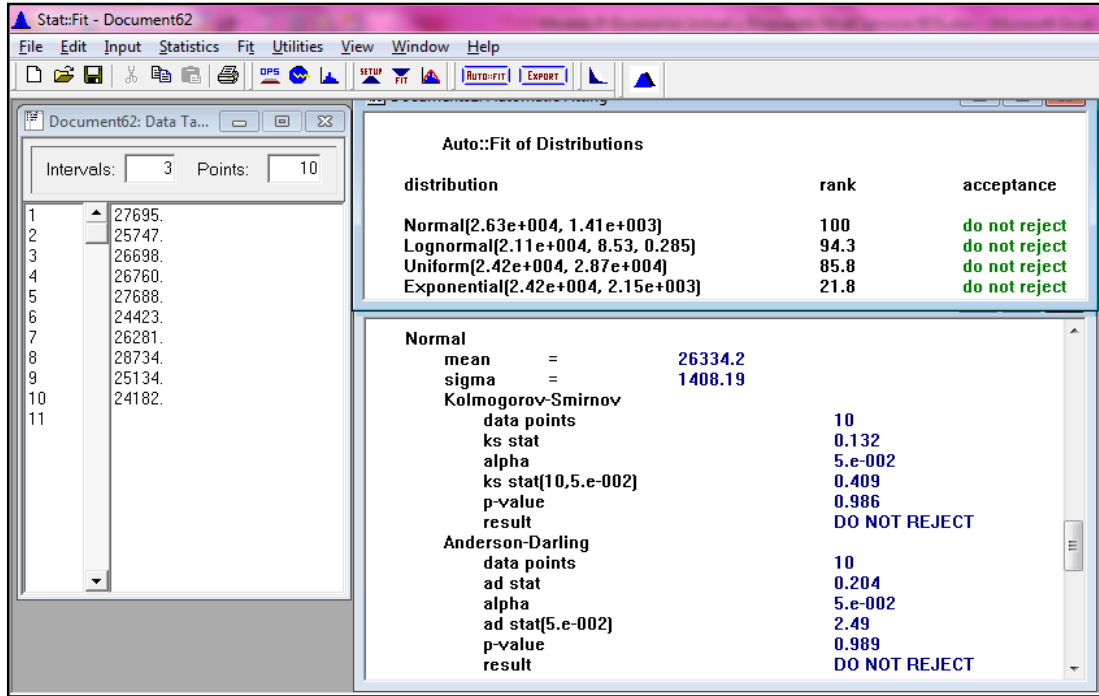 Stat::Fit - Document62
File Edit Input Statistics Fit Utilities View Window Help
OPS SETUP FIT AUTO::FIT EXPORT
Document62: Data Ta...
Intervals: 3 Points: 10
1 27695.
2 25747.
3 26698.
4 26760.
5 27688.
6 24423.
7 26281.
8 28734.
9 25134.
10 24182.
11
Auto::Fit of Distributions
distribution rank acceptance
Normal(2.63e+004, 1.41e+003) 100 do not reject
Lognormal(2.11e+004, 8.53, 0.285) 94.3 do not reject
Uniform(2.42e+004, 2.87e+004) 85.8 do not reject
Exponential(2.42e+004, 2.15e+003) 21.8 do not reject
Normal
mean = 26334.2
sigma = 1408.19
Kolmogorov-Smirnov
data points 10
ks stat 0.132
alpha 5.e-002
ks stat(10,5.e-002) 0.409
p-value 0.986
result DO NOT REJECT
Anderson-Darling
data points 10
ad stat 0.204
alpha 5.e-002
ad stat(5.e-002) 2.49
p-value 0.989
result DO NOT REJECT